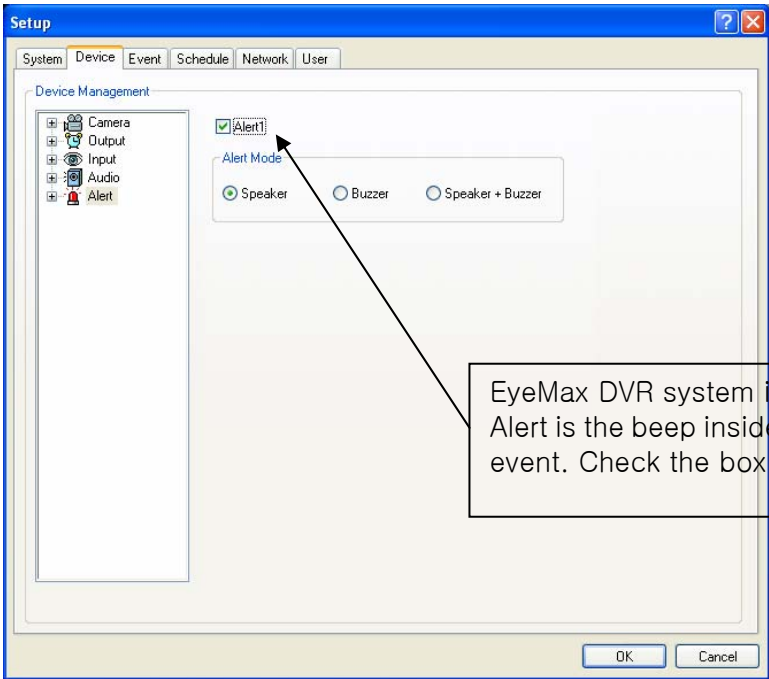 Setup
System Device Event Schedule Network User
Device Management
Camera
Output
Input
Audio
Alert
Alert1
Alert Mode
Speaker Buzzer Speaker + Buzzer
EyeMax DVR system
Alert is the beep
event. Check the box
OK Cancel